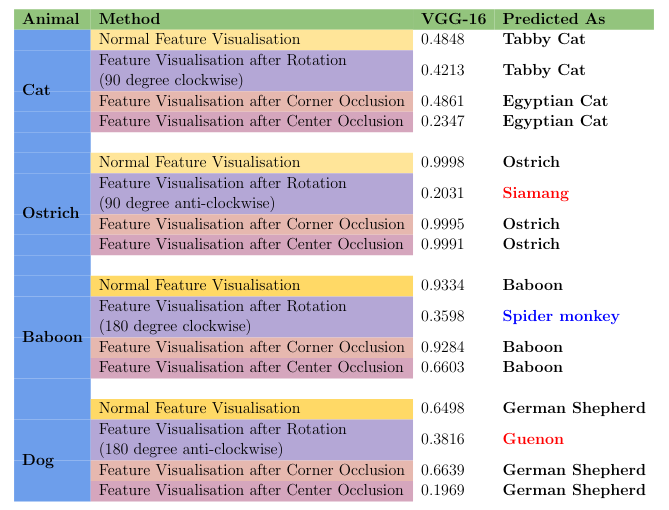 Animal Method VGG-16 Predicted As
Cat
Normal Feature Visualisation 0.4848 Tabby Cat
Feature Visualisation after Rotation
(90 degree clockwise) 0.4213 Tabby Cat
Feature Visualisation after Corner Occlusion 0.4861 Egyptian Cat
Feature Visualisation after Center Occlusion 0.2347 Egyptian Cat
Ostrich
Normal Feature Visualisation 0.9998 Ostrich
Feature Visualisation after Rotation
(90 degree anti-clockwise) 0.2031 Siamang
Feature Visualisation after Corner Occlusion 0.9995 Ostrich
Feature Visualisation after Center Occlusion 0.9991 Ostrich
Baboon
Normal Feature Visualisation 0.9334 Baboon
Feature Visualisation after Rotation
(180 degree clockwise) 0.3598 Spider monkey
Feature Visualisation after Corner Occlusion 0.9284 Baboon
Feature Visualisation after Center Occlusion 0.6603 Baboon
Dog
Normal Feature Visualisation 0.6498 German Shepherd
Feature Visualisation after Rotation
(180 degree anti-clockwise) 0.3816 Guenon
Feature Visualisation after Corner Occlusion 0.6639 German Shepherd
Feature Visualisation after Center Occlusion 0.1969 German Shepherd